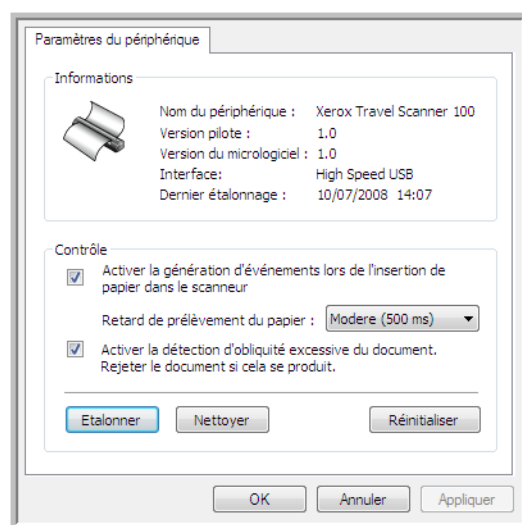 Paramètres du périphérique
Informations
Nom du périphérique : Xerox Travel Scanner 100
Version pilote : 1.0
Version du micrologiciel : 1.0
Interface: High Speed USB
Dernier étalonnage : 10/07/2008 14:07
Contrôle
Activer la génération d'événements lors de l'insertion de
papier dans le scanneur
Retard de prélèvement du papier : Modere (500 ms)
Activer la détection d'obliquité excessive du document.
Rejeter le document si cela se produit.
Etalonner Nettoyer Réinitialiser
OK Annuler Appliquer